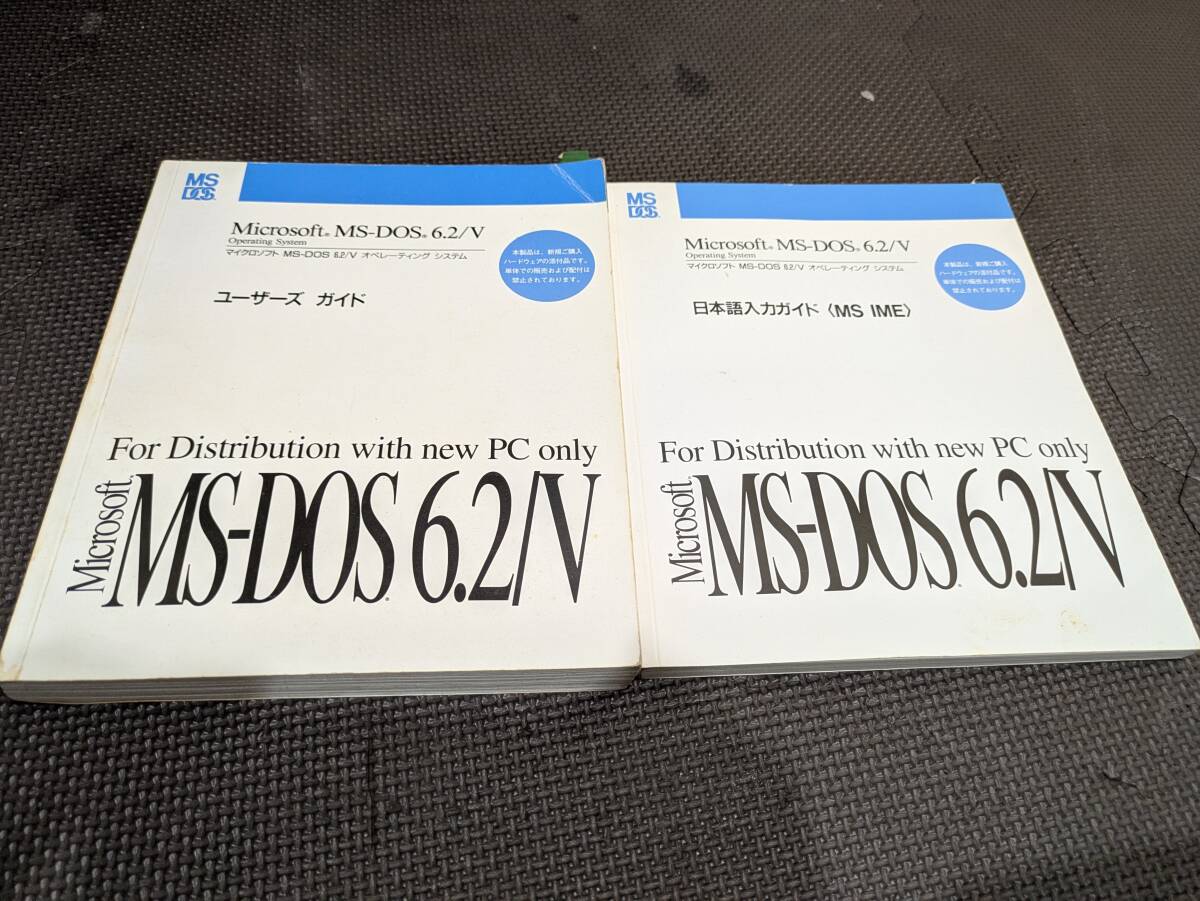 MS
DOS
Microsoft® MS-DOS® 6.2/V
Operating System
マイクロソフト MS-DOS 6.2/V オペレーティング システム
ユーザーズ ガイド
本製品は、新規ご購入
ハードウェアの添付品です。
単体での販売および配付は
禁止されております。
For Distribution with new PC only
Microsoft®
MS-DOS® 6.2/V
MS
DOS
Microsoft® MS-DOS® 6.2/V
Operating System
マイクロソフト MS-DOS 6.2/V オペレーティング システム
日本語入力ガイド〈MS IME〉
本製品は、新規ご購入
ハードウェアの添付品です。
単体での販売および配付は
禁止されております。
For Distribution with new PC only
Microsoft®
MS-DOS® 6.2/V